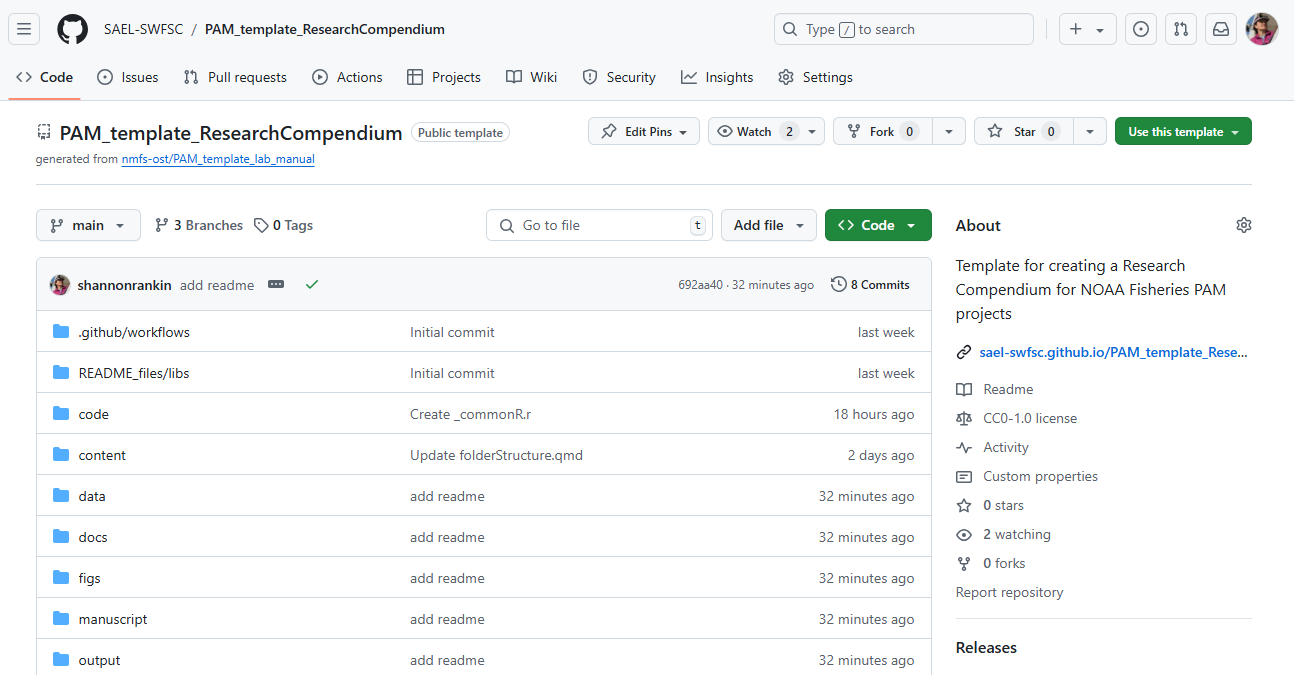 SAEL-SWFSC / PAM_template_ResearchCompendium Type / to search
Code Issues Pull requests Actions Projects Wiki Security Insights Settings
PAM_template_ResearchCompendium Public template Edit Pins Watch 2 Fork 0 Star 0 Use this template
generated from nmfs-ost/PAM_template_lab_manual
main 3 Branches 0 Tags Go to file t Add file Code
shannonrankin add readme 692aa40 · 32 minutes ago 8 Commits
.github/workflows Initial commit last week
README_files/libs Initial commit last week
code Create _commonR.r 18 hours ago
content Update folderStructure.qmd 2 days ago
data add readme 32 minutes ago
docs add readme 32 minutes ago
figs add readme 32 minutes ago
manuscript add readme 32 minutes ago
output add readme 32 minutes ago
About
Template for creating a Research
Compendium for NOAA Fisheries PAM
projects
sael-swfsc.github.io/PAM_template_Rese...
Readme
CC0-1.0 license
Activity
Custom properties
0 stars
2 watching
0 forks
Report repository
Releases